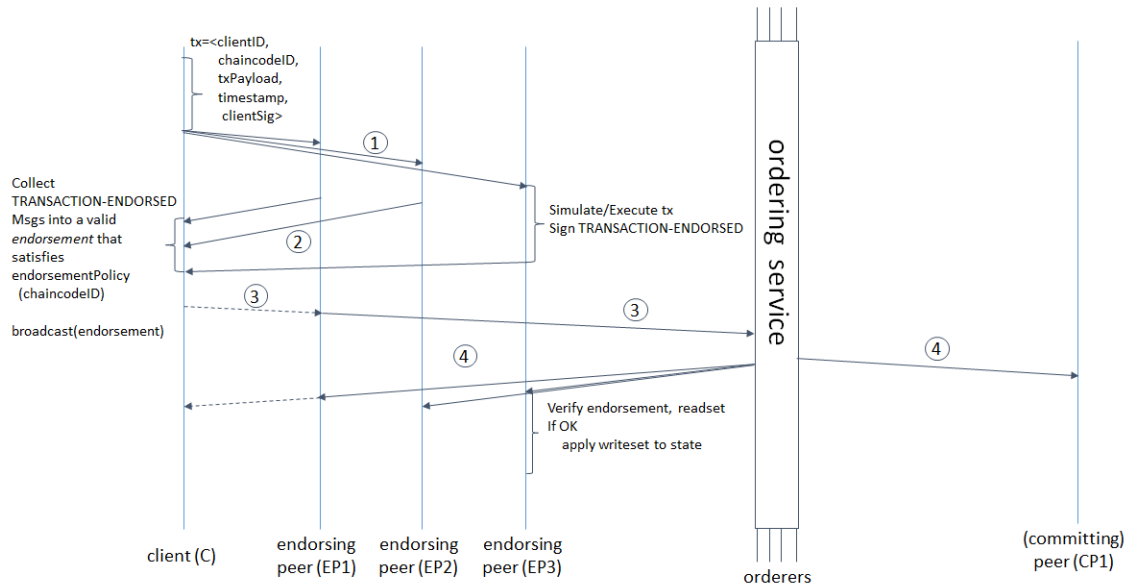 tx=<clientID,
chaincodeID,
txPayload,
timestamp,
clientSig>
1
Collect
TRANSACTION-ENDORSED
Msgs into a valid
endorsement that
satisfies
endorsementPolicy
(chaincodeID)
Simulate/Execute tx
Sign TRANSACTION-ENDORSED
2
3
3
broadcast(endorsement)
4
4
Verify endorsement, readset
If OK
apply writeset to state
ordering service
client (C)
endorsing
peer (EP1)
endorsing
peer (EP2)
endorsing
peer (EP3)
orderers
(committing)
peer (CP1)